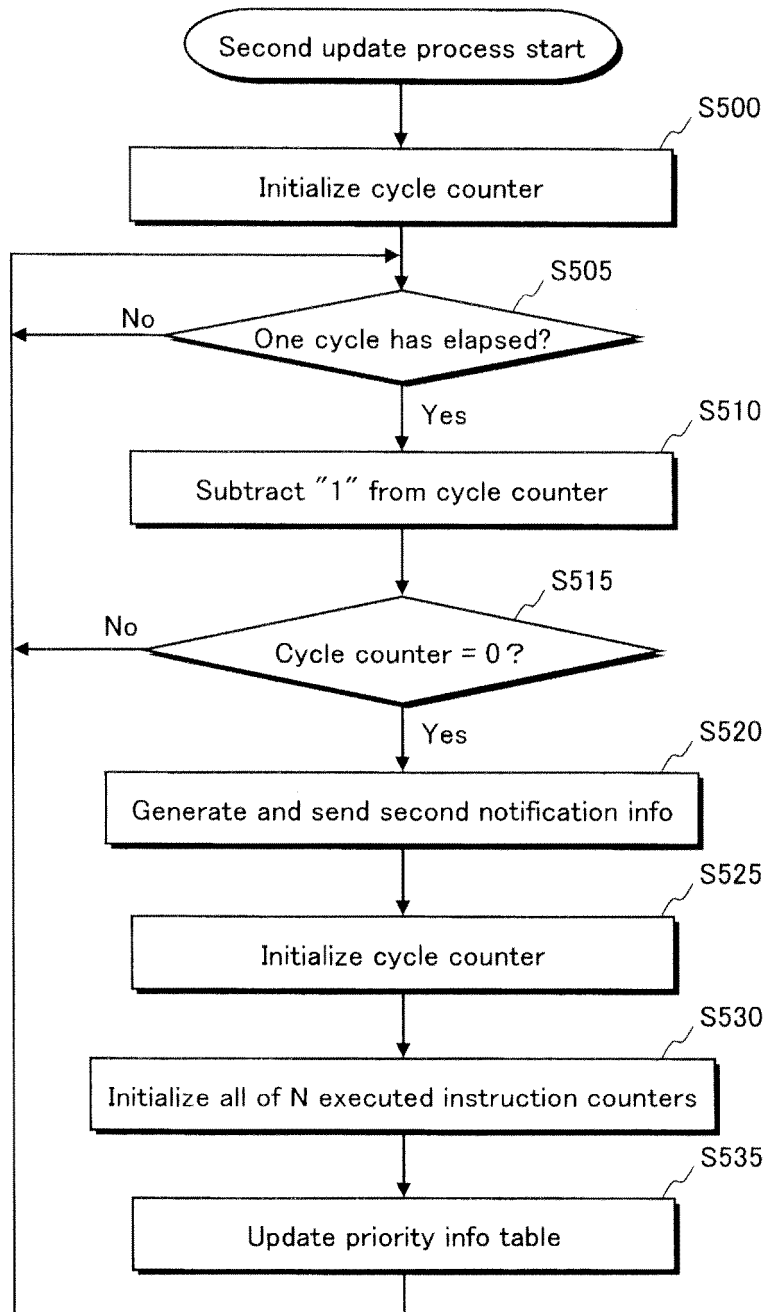 Second update process start
S500
Initialize cycle counter
S505
No
One cycle has elapsed?
Yes
S510
Subtract "1" from cycle counter
S515
No
Cycle counter = 0?
Yes
S520
Generate and send second notification info
S525
Initialize cycle counter
S530
Initialize all of N executed instruction counters
S535
Update priority info table